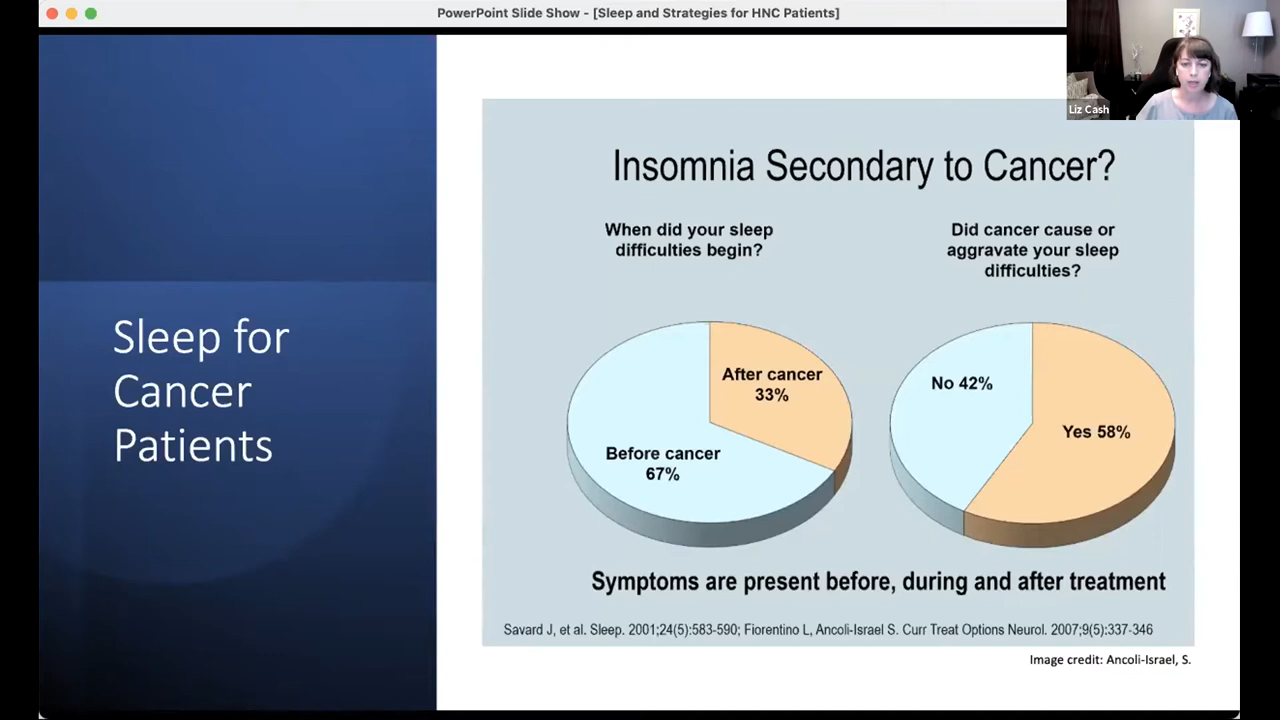 PowerPoint Slide Show - [Sleep and Strategies for HNC Patients]
Liz Cash
Sleep for
Cancer
Patients
Insomnia Secondary to Cancer?
When did your sleep
difficulties begin?
After cancer
33%
Before cancer
67%
Did cancer cause or
aggravate your sleep
difficulties?
No 42%
Yes 58%
Symptoms are present before, during and after treatment
Savard J, et al. Sleep. 2001;24(5):583-590; Fiorentino L, Ancoli-Israel S. Curr Treat Options Neurol. 2007;9(5):337-346
Image credit: Ancoli-Israel, S.